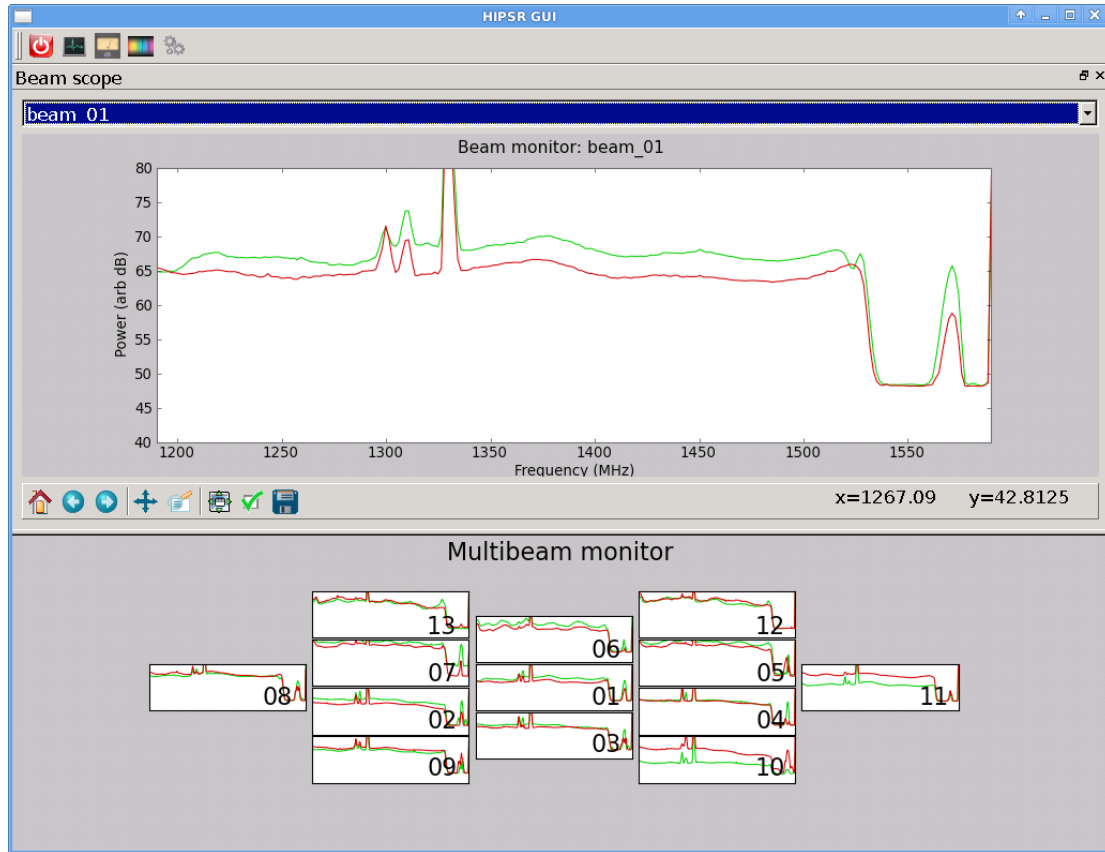 HIPSR GUI
Beam scope
beam_01
Beam monitor: beam_01
80
75
70
65
60
55
50
45
40
Power (arb dB)
1200 1250 1300 1350 1400 1450 1500 1550
Frequency (MHz)
x=1267.09 y=42.8125
Multibeam monitor
13 12
06
07 05
08 01 11
02 04
03
09 10